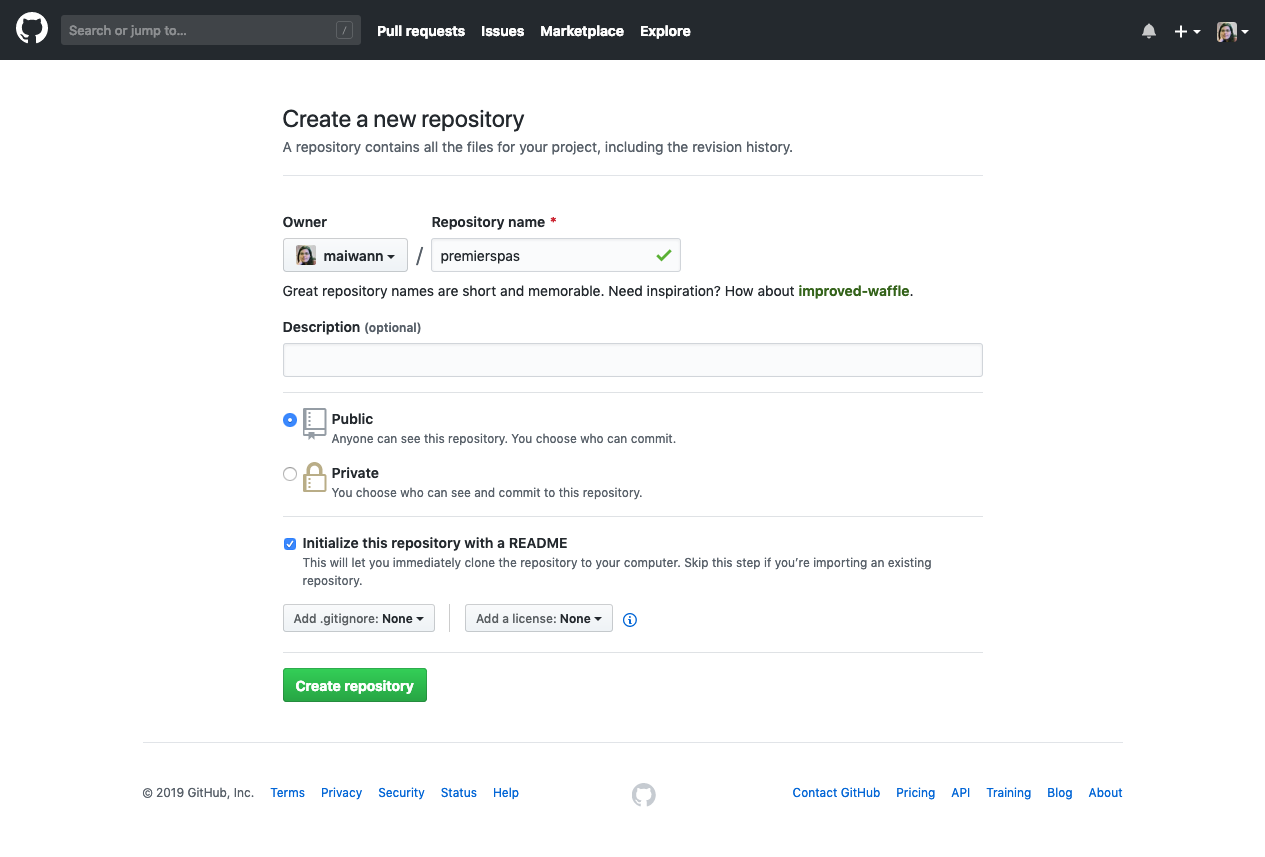 Search or jump to... /
Pull requests Issues Marketplace Explore
Create a new repository
A repository contains all the files for your project, including the revision history.
Owner Repository name *
maiwann / premierspas
Great repository names are short and memorable. Need inspiration? How about improved-waffle.
Description (optional)
Public
Anyone can see this repository. You choose who can commit.
Private
You choose who can see and commit to this repository.
Initialize this repository with a README
This will let you immediately clone the repository to your computer. Skip this step if you’re importing an existing
repository.
Add .gitignore: None Add a license: None
Create repository
© 2019 GitHub, Inc. Terms Privacy Security Status Help Contact GitHub Pricing API Training Blog About